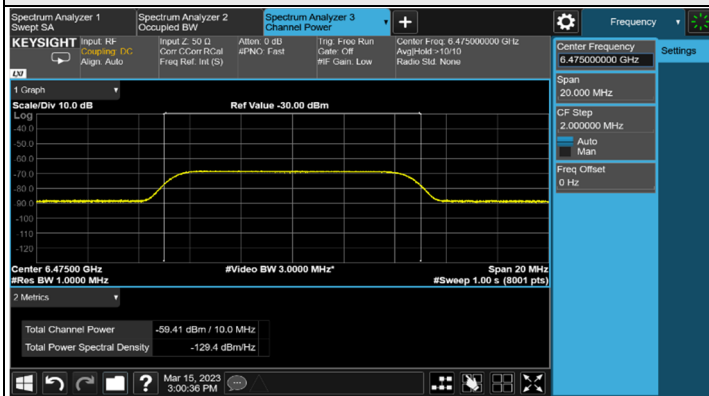 Spectrum Analyzer 1
Swept SA
Spectrum Analyzer 2
Occupied BW
Spectrum Analyzer 3
Channel Power
Frequency
KEYSIGHT
Input: RF
Coupling: DC
Align: Auto
Input Z: 50 Ω
Corr CCorr RCal
Freq Ref: Int (S)
Atten: 0 dB
#PNO: Fast
Trig: Free Run
Gate: Off
#IF Gain: Low
Center Freq: 6.475000000 GHz
Avg|Hold:>10/10
Radio Std: None
LXI
Center Frequency
6.475000000 GHz
Settings
Span
20.000 MHz
CF Step
2.000000 MHz
Auto
Man
Freq Offset
0 Hz
1 Graph
Scale/Div 10.0 dB
Ref Value -30.00 dBm
Log
-40.0
-50.0
-60.0
-70.0
-80.0
-90.0
-100
-110
-120
Center 6.47500 GHz
#Video BW 3.0000 MHz*
Span 20 MHz
#Res BW 1.0000 MHz
#Sweep 1.00 s (8001 pts)
2 Metrics
Total Channel Power -59.41 dBm / 10.0 MHz
Total Power Spectral Density -129.4 dBm/Hz
?
Mar 15, 2023
3:00:36 PM